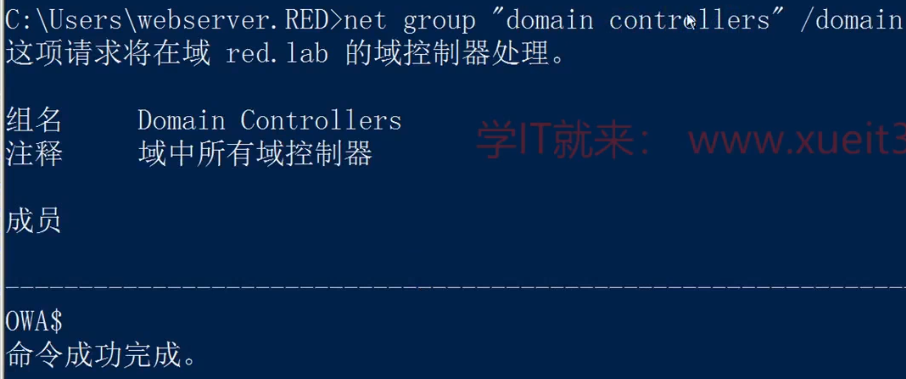 C:\Users\webserver.RED>net group "domain controllers" /domain
这项请求将在域 red.lab 的域控制器处理。
组名 Domain Controllers
注释 域中所有域控制器
学IT就来： www.xueit3
成员
-------------------------------------------------------------------------------
OWA$
命令成功完成。